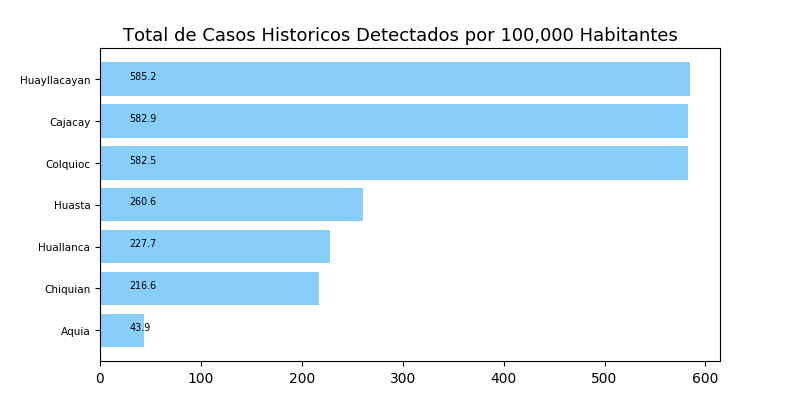 Total de Casos Historicos Detectados por 100,000 Habitantes
Huayllacayan 585.2
Cajacay 582.9
Colquioc 582.5
Huasta 260.6
Huallanca 227.7
Chiquian 216.6
Aquia 43.9
0 100 200 300 400 500 600